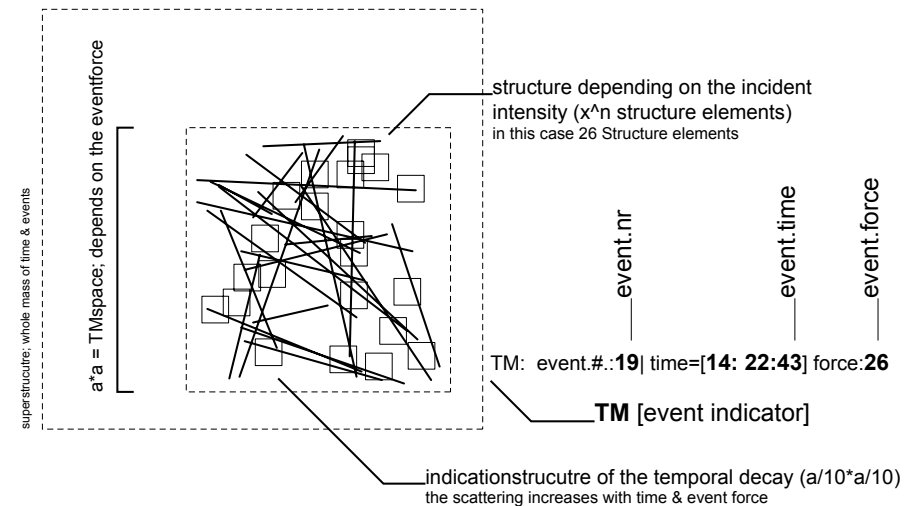 superstrucutre; whole mass of time & events
a*a = TMspace; depends on the eventforce
structure depending on the incident
intensity (x^n structure elements)
in this case 26 Structure elements
event.nr
event.time
event.force
TM: event.#.:19| time=[14: 22:43] force:26
TM [event indicator]
indicationstrucutre of the temporal decay (a/10*a/10)
the scattering increases with time & event force